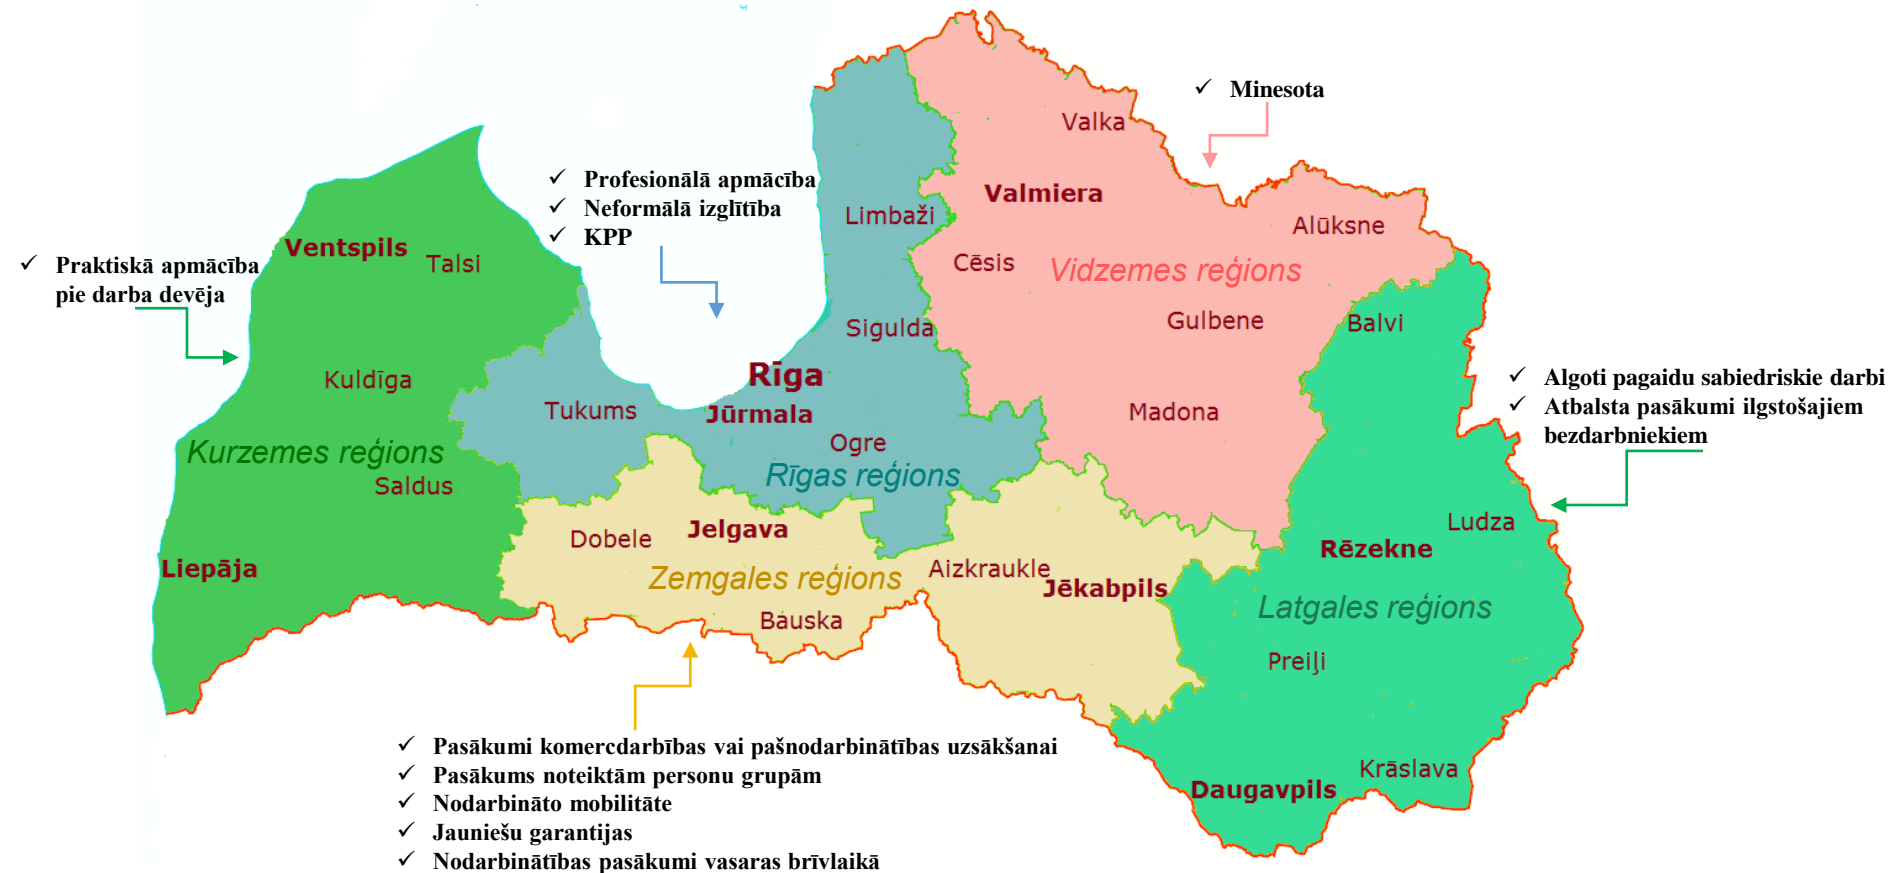 ✓ Minesota
Valka
✓ Profesionālā apmācība
✓ Neformālā izglītība
✓ KPP
Valmiera
Limbaži
Alūksne
Ventspils
Talsi
✓ Praktiskā apmācība
pie darba devēja
Cēsis
Vidzemes reģions
Gulbene
Balvi
Sigulda
Kuldīga
Rīga
Tukums
Jūrmala
Madona
✓ Algoti pagaidu sabiedriskie darbi
✓ Atbalsta pasākumi ilgstošajiem
bezdarbniekiem
Ogre
Kurzemes reģions
Rīgas reģions
Saldus
Ludza
Dobele
Jelgava
Rēzekne
Liepāja
Zemgales reģions
Aizkraukle
Jēkabpils
Latgales reģions
Bauska
Preiļi
✓ Pasākumi komercdarbības vai pašnodarbinātības uzsākšanai
✓ Pasākums noteiktām personu grupām
✓ Nodarbināto mobilitāte
✓ Jauniešu garantijas
✓ Nodarbinātības pasākumi vasaras brīvlaikā
Krāslava
Daugavpils